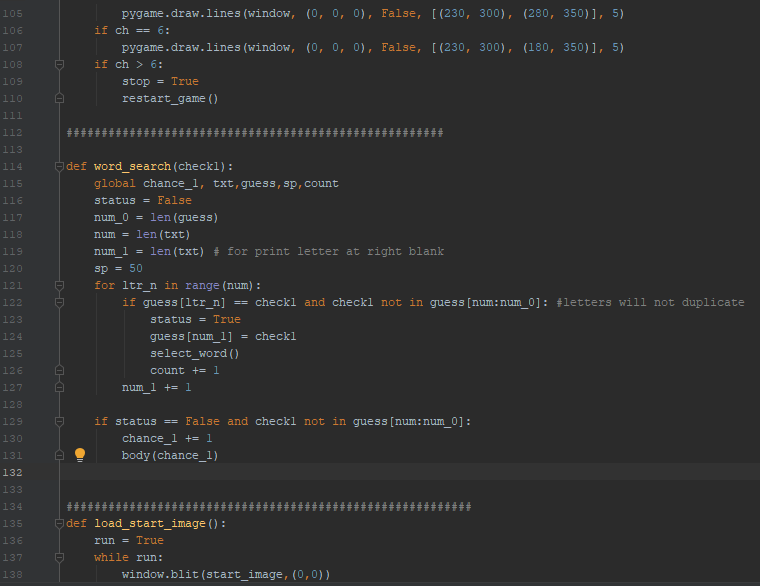 105 pygame.draw.lines(window, (0, 0, 0), False, [(230, 300), (280, 350)], 5)
106 if ch == 6:
107 pygame.draw.lines(window, (0, 0, 0), False, [(230, 300), (180, 350)], 5)
108 if ch > 6:
109 stop = True
110 restart_game()
111
112 ######################################################
113
114 def word_search(check1):
115 global chance_1, txt,guess,sp,count
116 status = False
117 num_0 = len(guess)
118 num = len(txt)
119 num_1 = len(txt) # for print letter at right blank
120 sp = 50
121 for ltr_n in range(num):
122 if guess[ltr_n] == check1 and check1 not in guess[num:num_0]: #letters will not duplicate
123 status = True
124 guess[num_1] = check1
125 select_word()
126 count += 1
127 num_1 += 1
128
129 if status == False and check1 not in guess[num:num_0]:
130 chance_1 += 1
131 body(chance_1)
132
133
134 ##########################################################
135 def load_start_image():
136 run = True
137 while run:
138 window.blit(start_image,(0,0))